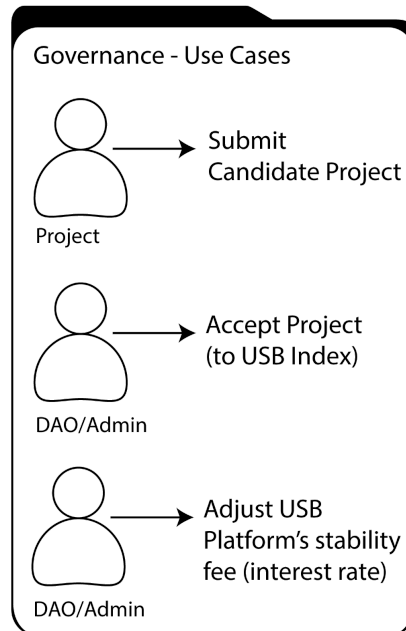 Governance - Use Cases
Submit
Candidate Project
Project
Accept Project
(to USB Index)
DAO/Admin
Adjust USB
Platform's stability
fee (interest rate)
DAO/Admin